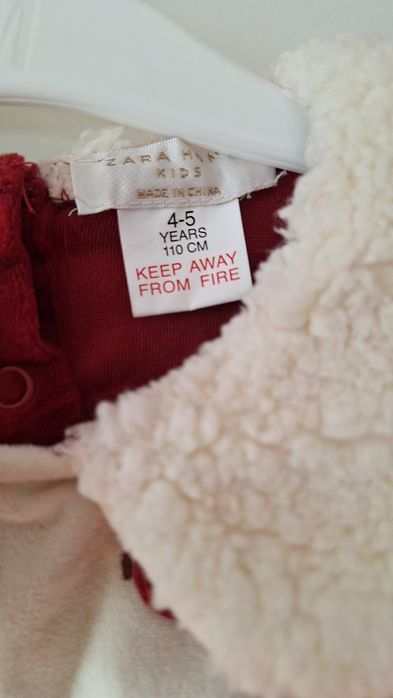 ZARA
KIDS
MADE IN CHINA
4-5
YEARS
110 CM
KEEP AWAY
FROM FIRE